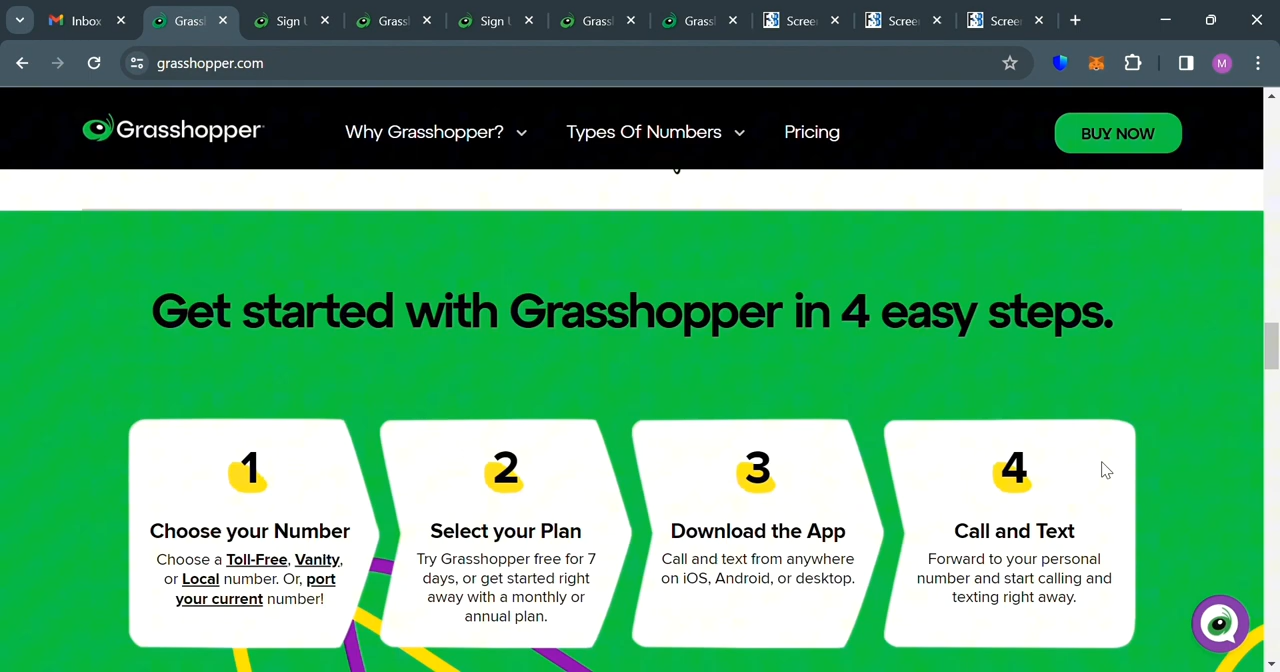 Inbox
Grassl
Sign U
Grassl
Sign U
Grassl
Grassl
Screer
Screer
Screer
grasshopper.com
M
Grasshopper
Why Grasshopper?
Types Of Numbers
Pricing
BUY NOW
Get started with Grasshopper in 4 easy steps.
1
Choose your Number
Choose a Toll-Free, Vanity,
or Local number. Or, port
your current number!
2
Select your Plan
Try Grasshopper free for 7
days, or get started right
away with a monthly or
annual plan.
3
Download the App
Call and text from anywhere
on iOS, Android, or desktop.
4
Call and Text
Forward to your personal
number and start calling and
texting right away.